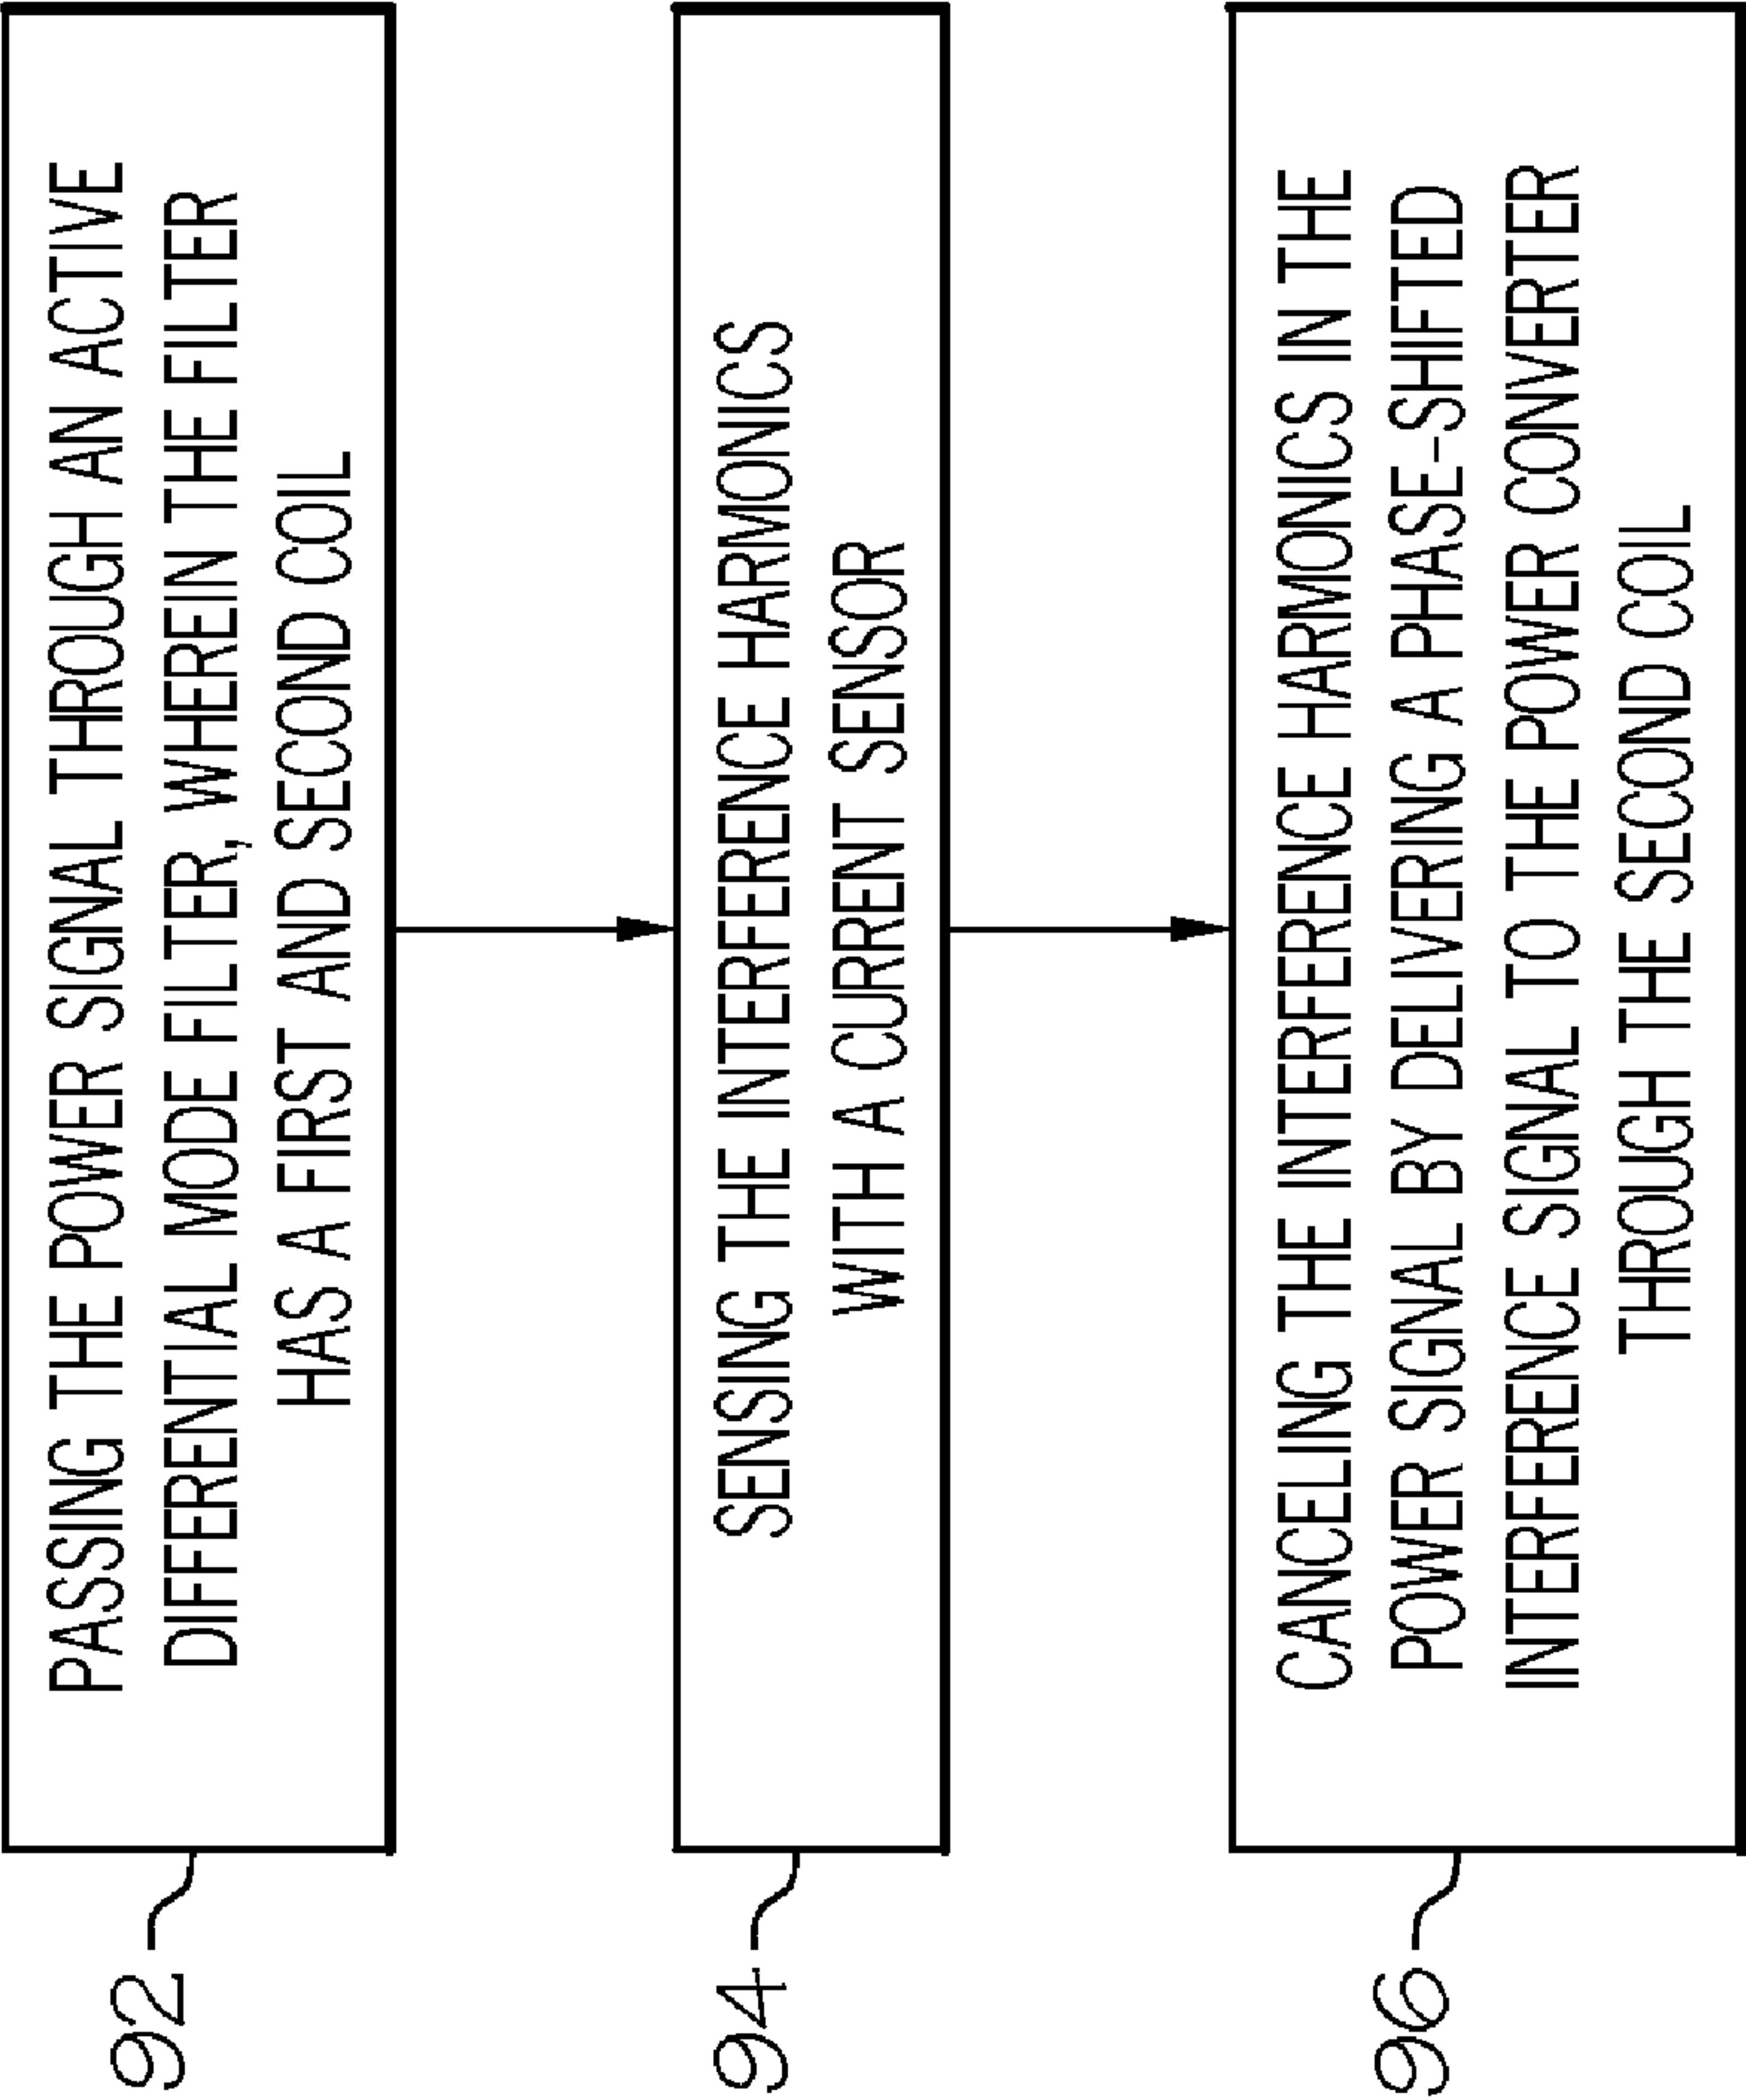 92
PASSING THE POWER SIGNAL THROUGH AN ACTIVE
DIFFERENTIAL MODE FILTER, WHEREIN THE FILTER
HAS A FIRST AND SECOND COIL
94
SENSING THE INTERFERENCE HARMONICS
WITH A CURRENT SENSOR
96
CANCELING THE INTERFERENCE HARMONICS IN THE
POWER SIGNAL BY DELIVERING A PHASE-SHIFTED
INTERFERENCE SIGNAL TO THE POWER CONVERTER
THROUGH THE SECOND COIL